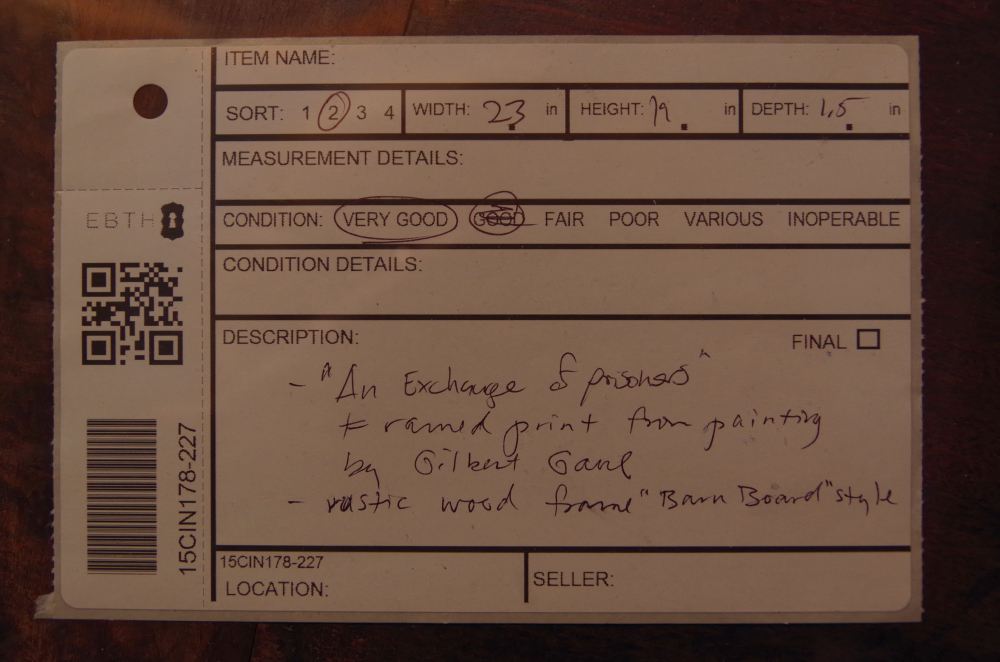 ITEM NAME:
SORT: 1 2 3 4 WIDTH: 23 in HEIGHT: 19 in DEPTH: 1.5 in
MEASUREMENT DETAILS:
EBTH
CONDITION: VERY GOOD GOOD FAIR POOR VARIOUS INOPERABLE
CONDITION DETAILS:
DESCRIPTION: FINAL
- "An Exchange of prisoners"
Framed print from painting
by Gilbert Gaul
- rustic wood frame "Barn Board" style
15CIN178-227
15CIN178-227
LOCATION: SELLER: